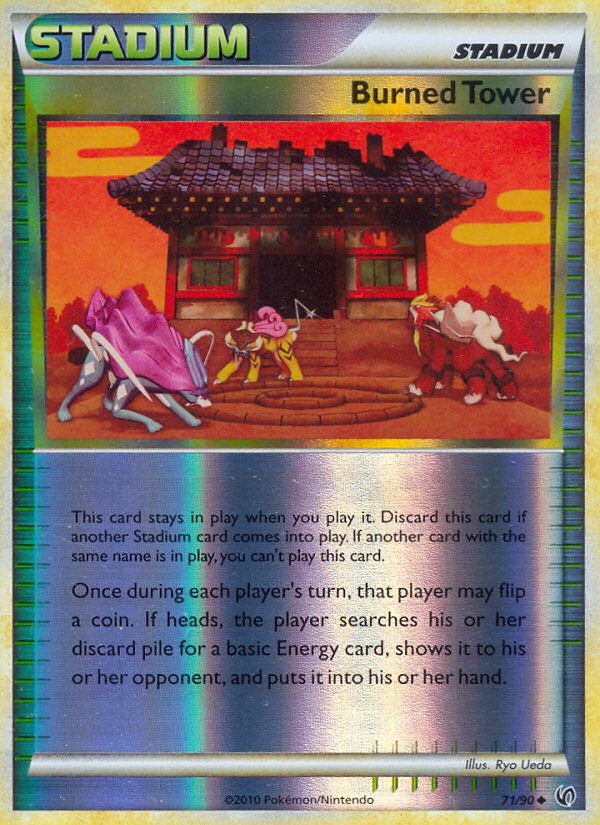 STADIUM
STADIUM
Burned Tower
This card stays in play when you play it. Discard this card if
another Stadium card comes into play. If another card with the
same name is in play, you can't play this card.
Once during each player's turn, that player may flip
a coin. If heads, the player searches his or her
discard pile for a basic Energy card, shows it to his
or her opponent, and puts it into his or her hand.
Illus. Ryo Ueda
©2010 Pokémon/Nintendo
71/90 ◆